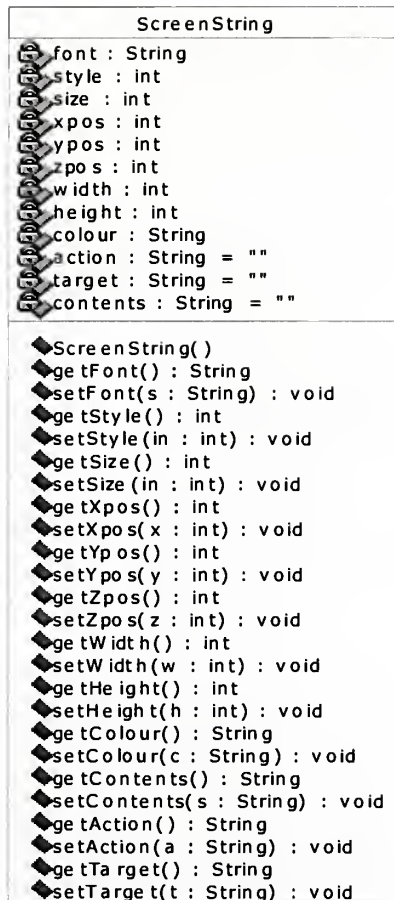 ScreenString
font : String
style : int
size : int
xpos : int
ypos : int
zpos : int
width : int
height : int
colour : String
action : String = ""
target : String = ""
contents : String = ""
ScreenString()
getFont() : String
setFont(s : String) : void
getStyle() : int
setStyle(in : int) : void
getSize() : int
setSize(in : int) : void
getXpos() : int
setXpos(x : int) : void
getYpos() : int
setYpos(y : int) : void
getZpos() : int
setZpos(z : int) : void
getWidth() : int
setWidth(w : int) : void
getHeight() : int
setHeight(h : int) : void
getColour() : String
setColour(c : String) : void
getContents() : String
setContents(s : String) : void
getAction() : String
setAction(a : String) : void
getTarget() : String
setTarget(t : String) : void